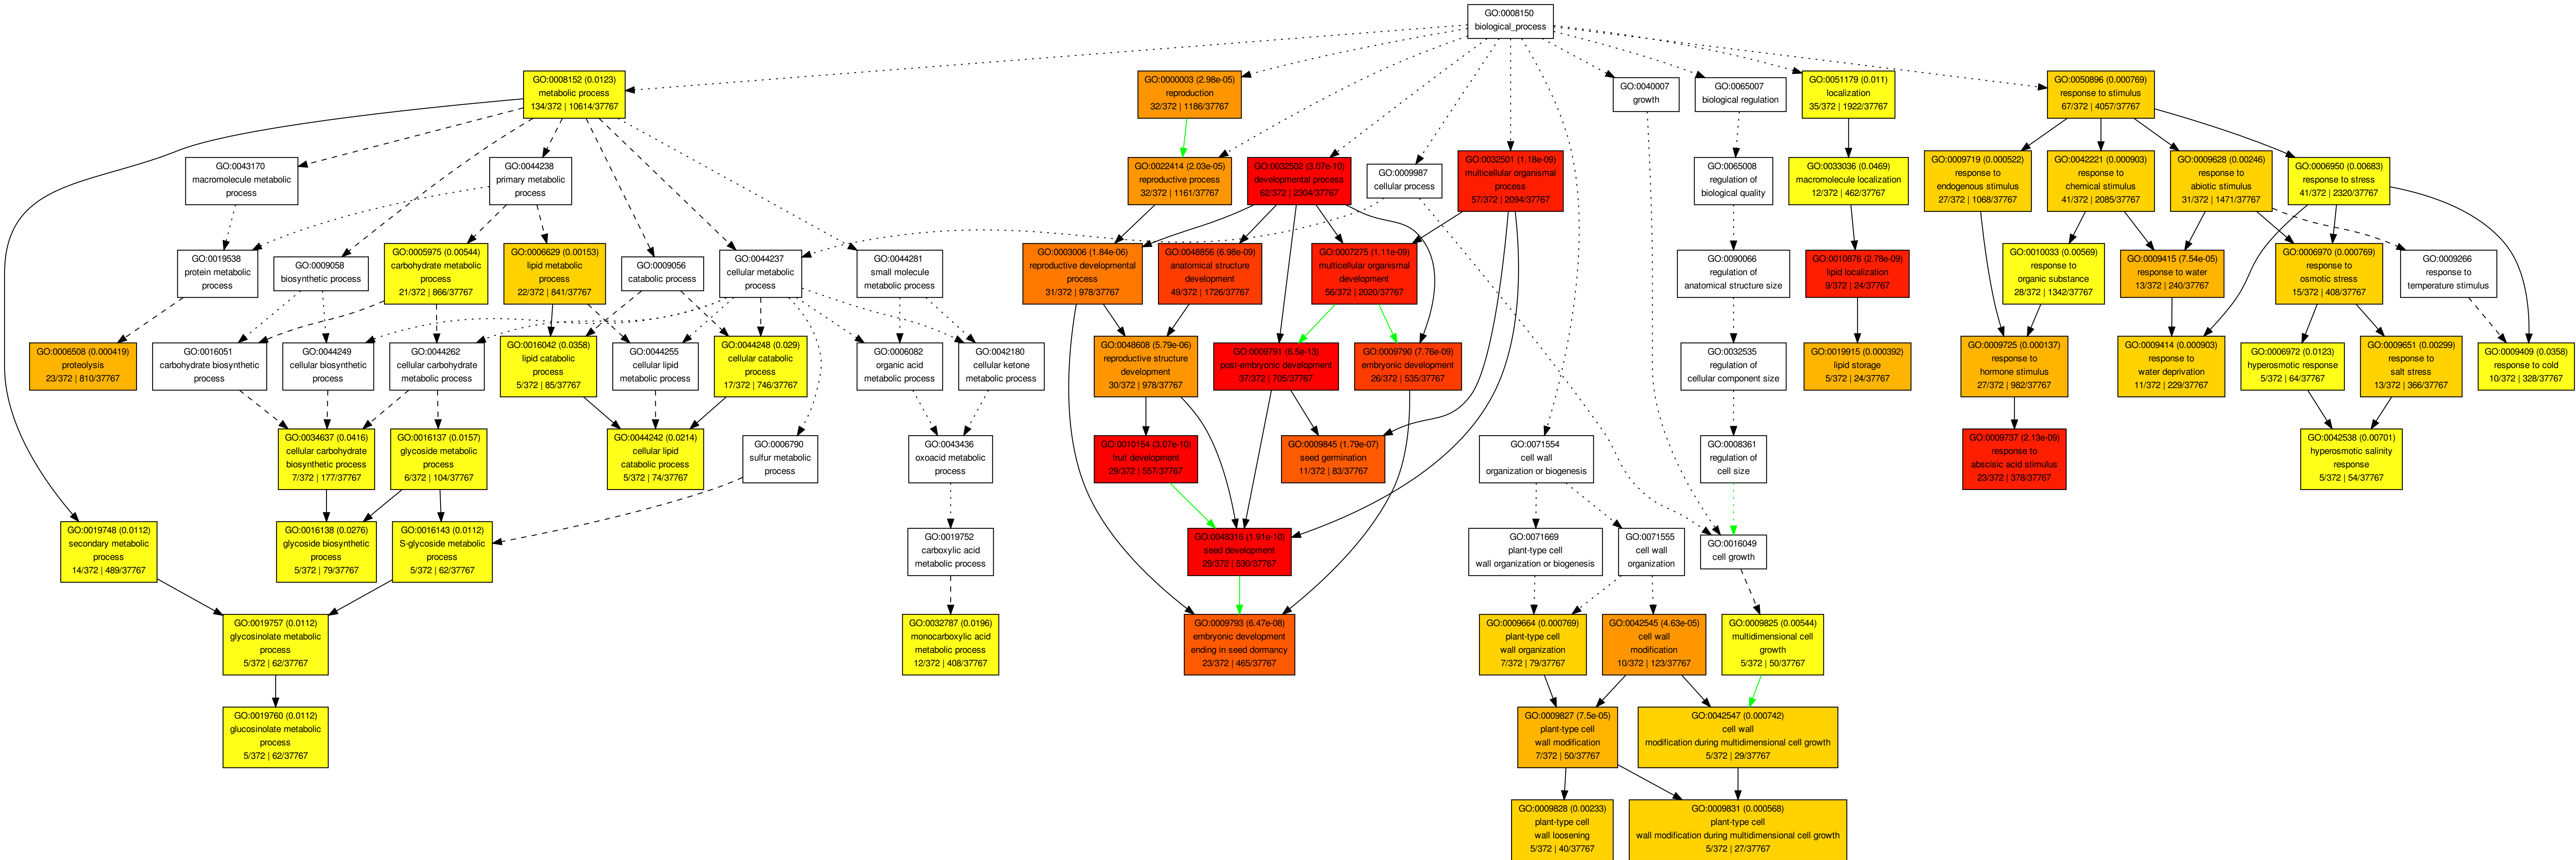 GO:0008150
biological_process
GO:0008152 (0.0123)
metabolic process
134/372 | 10614/37767
GO:0000003 (2.98e-05)
reproduction
32/372 | 1186/37767
GO:0040007
growth
GO:0065007
biological regulation
GO:0051179 (0.011)
localization
35/372 | 1922/37767
GO:0050896 (0.000769)
response to stimulus
67/372 | 4057/37767
GO:0043170
macromolecule metabolic
process
GO:0044238
primary metabolic
process
GO:0022414 (2.03e-05)
reproductive process
32/372 | 1161/37767
GO:0032502 (3.07e-10)
developmental process
62/372 | 2304/37767
GO:0009987
cellular process
GO:0032501 (1.18e-09)
multicellular organismal
process
57/372 | 2094/37767
GO:0065008
regulation of
biological quality
GO:0033036 (0.0469)
macromolecule localization
12/372 | 462/37767
GO:0009719 (0.000522)
response to
endogenous stimulus
27/372 | 1068/37767
GO:0042221 (0.000903)
response to
chemical stimulus
41/372 | 2085/37767
GO:0009628 (0.00246)
response to
abiotic stimulus
31/372 | 1471/37767
GO:0006950 (0.00683)
response to stress
41/372 | 2320/37767
GO:0019538
protein metabolic
process
GO:0009058
biosynthetic process
GO:0005975 (0.00544)
carbohydrate metabolic
process
21/372 | 866/37767
GO:0006629 (0.00153)
lipid metabolic
process
22/372 | 841/37767
GO:0009056
catabolic process
GO:0044237
cellular metabolic
process
GO:0044281
small molecule
metabolic process
GO:0003006 (1.84e-06)
reproductive developmental
process
31/372 | 978/37767
GO:0048856 (6.98e-09)
anatomical structure
development
49/372 | 1726/37767
GO:0007275 (1.11e-09)
multicellular organismal
development
56/372 | 2020/37767
GO:0090066
regulation of
anatomical structure size
GO:0010876 (2.78e-09)
lipid localization
9/372 | 24/37767
GO:0010033 (0.00569)
response to
organic substance
28/372 | 1342/37767
GO:0009415 (7.54e-05)
response to water
13/372 | 240/37767
GO:0006970 (0.000769)
response to
osmotic stress
15/372 | 408/37767
GO:0009266
response to
temperature stimulus
GO:0006508 (0.000419)
proteolysis
23/372 | 810/37767
GO:0016051
carbohydrate biosynthetic
process
GO:0044249
cellular biosynthetic
process
GO:0044262
cellular carbohydrate
metabolic process
GO:0016042 (0.0358)
lipid catabolic
process
5/372 | 85/37767
GO:0044255
cellular lipid
metabolic process
GO:0044248 (0.029)
cellular catabolic
process
17/372 | 746/37767
GO:0006082
organic acid
metabolic process
GO:0042180
cellular ketone
metabolic process
GO:0048608 (5.79e-06)
reproductive structure
development
30/372 | 978/37767
GO:0009791 (6.5e-13)
post-embryonic development
37/372 | 705/37767
GO:0009790 (7.76e-09)
embryonic development
26/372 | 535/37767
GO:0032535
regulation of
cellular component size
GO:0019915 (0.000392)
lipid storage
5/372 | 24/37767
GO:0009725 (0.000137)
response to
hormone stimulus
27/372 | 982/37767
GO:0009414 (0.000903)
response to
water deprivation
11/372 | 229/37767
GO:0006972 (0.0123)
hyperosmotic response
5/372 | 64/37767
GO:0009651 (0.00299)
response to
salt stress
13/372 | 366/37767
GO:0009409 (0.0358)
response to cold
10/372 | 328/37767
GO:0034637 (0.0416)
cellular carbohydrate
biosynthetic process
7/372 | 177/37767
GO:0016137 (0.0157)
glycoside metabolic
process
6/372 | 104/37767
GO:0044242 (0.0214)
cellular lipid
catabolic process
5/372 | 74/37767
GO:0006790
sulfur metabolic
process
GO:0043436
oxoacid metabolic
process
GO:0010154 (3.07e-10)
fruit development
29/372 | 557/37767
GO:0009845 (1.79e-07)
seed germination
11/372 | 83/37767
GO:0071554
cell wall
organization or biogenesis
GO:0008361
regulation of
cell size
GO:0009737 (2.13e-09)
response to
abscisic acid stimulus
23/372 | 378/37767
GO:0042538 (0.00701)
hyperosmotic salinity
response
5/372 | 54/37767
GO:0019748 (0.0112)
secondary metabolic
process
14/372 | 489/37767
GO:0016138 (0.0276)
glycoside biosynthetic
process
5/372 | 79/37767
GO:0016143 (0.0112)
S-glycoside metabolic
process
5/372 | 62/37767
GO:0019752
carboxylic acid
metabolic process
GO:0048316 (1.91e-10)
seed development
29/372 | 530/37767
GO:0071669
plant-type cell
wall organization or biogenesis
GO:0071555
cell wall
organization
GO:0016049
cell growth
GO:0019757 (0.0112)
glycosinolate metabolic
process
5/372 | 62/37767
GO:0032787 (0.0196)
monocarboxylic acid
metabolic process
12/372 | 408/37767
GO:0009793 (6.47e-08)
embryonic development
ending in seed dormancy
23/372 | 465/37767
GO:0009664 (0.000769)
plant-type cell
wall organization
7/372 | 79/37767
GO:0042545 (4.63e-05)
cell wall
modification
10/372 | 123/37767
GO:0009825 (0.00544)
multidimensional cell
growth
5/372 | 50/37767
GO:0019760 (0.0112)
glucosinolate metabolic
process
5/372 | 62/37767
GO:0009827 (7.5e-05)
plant-type cell
wall modification
7/372 | 50/37767
GO:0042547 (0.000742)
cell wall
modification during multidimensional cell growth
5/372 | 29/37767
GO:0009828 (0.00233)
plant-type cell
wall loosening
5/372 | 40/37767
GO:0009831 (0.000568)
plant-type cell
wall modification during multidimensional cell growth
5/372 | 27/37767